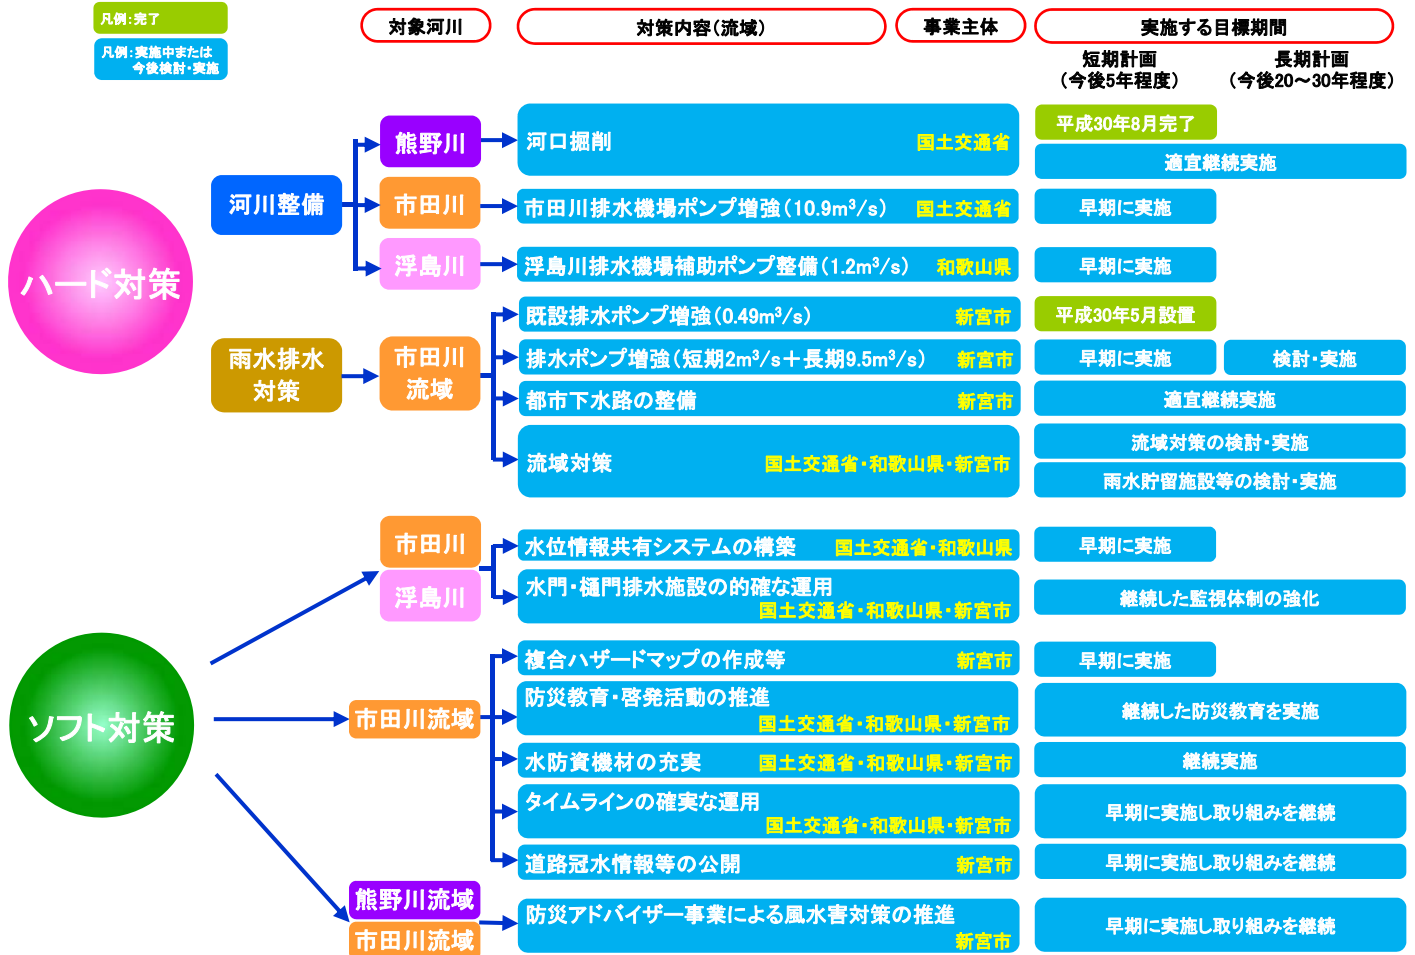 凡例：完了
凡例：実施中または
今後検討・実施
対象河川
対策内容（流域）
事業主体
実施する目標期間
短期計画
（今後5年程度）
長期計画
（今後20～30年程度）
ハード対策
河川整備
熊野川
河口掘削
国土交通省
平成30年8月完了
適宜継続実施
市田川
市田川排水機場ポンプ増強（10.9m³/s）
国土交通省
早期に実施
浮島川
浮島川排水機場補助ポンプ整備（1.2m³/s）
和歌山県
早期に実施
雨水排水
対策
市田川
流域
既設排水ポンプ増強（0.49m³/s）
新宮市
平成30年5月設置
排水ポンプ増強（短期2m³/s＋長期9.5m³/s）
新宮市
早期に実施
検討・実施
都市下水路の整備
新宮市
適宜継続実施
流域対策
国土交通省・和歌山県・新宮市
流域対策の検討・実施
雨水貯留施設等の検討・実施
ソフト対策
市田川
浮島川
水位情報共有システムの構築
国土交通省・和歌山県
早期に実施
水門・樋門排水施設の的確な運用
国土交通省・和歌山県・新宮市
継続した監視体制の強化
市田川流域
複合ハザードマップの作成等
新宮市
早期に実施
防災教育・啓発活動の推進
国土交通省・和歌山県・新宮市
継続した防災教育を実施
水防資機材の充実
国土交通省・和歌山県・新宮市
継続実施
タイムラインの確実な運用
国土交通省・和歌山県・新宮市
早期に実施し取り組みを継続
道路冠水情報等の公開
新宮市
早期に実施し取り組みを継続
熊野川流域
市田川流域
防災アドバイザー事業による風水害対策の推進
新宮市
早期に実施し取り組みを継続